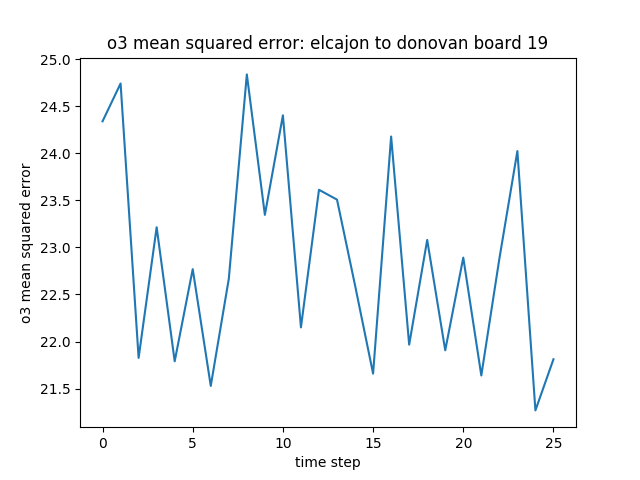 o3 mean squared error: elcajon to donovan board 19
25.0
24.5
24.0
23.5
23.0
22.5
22.0
21.5
o3 mean squared error
0 5 10 15 20 25
time step